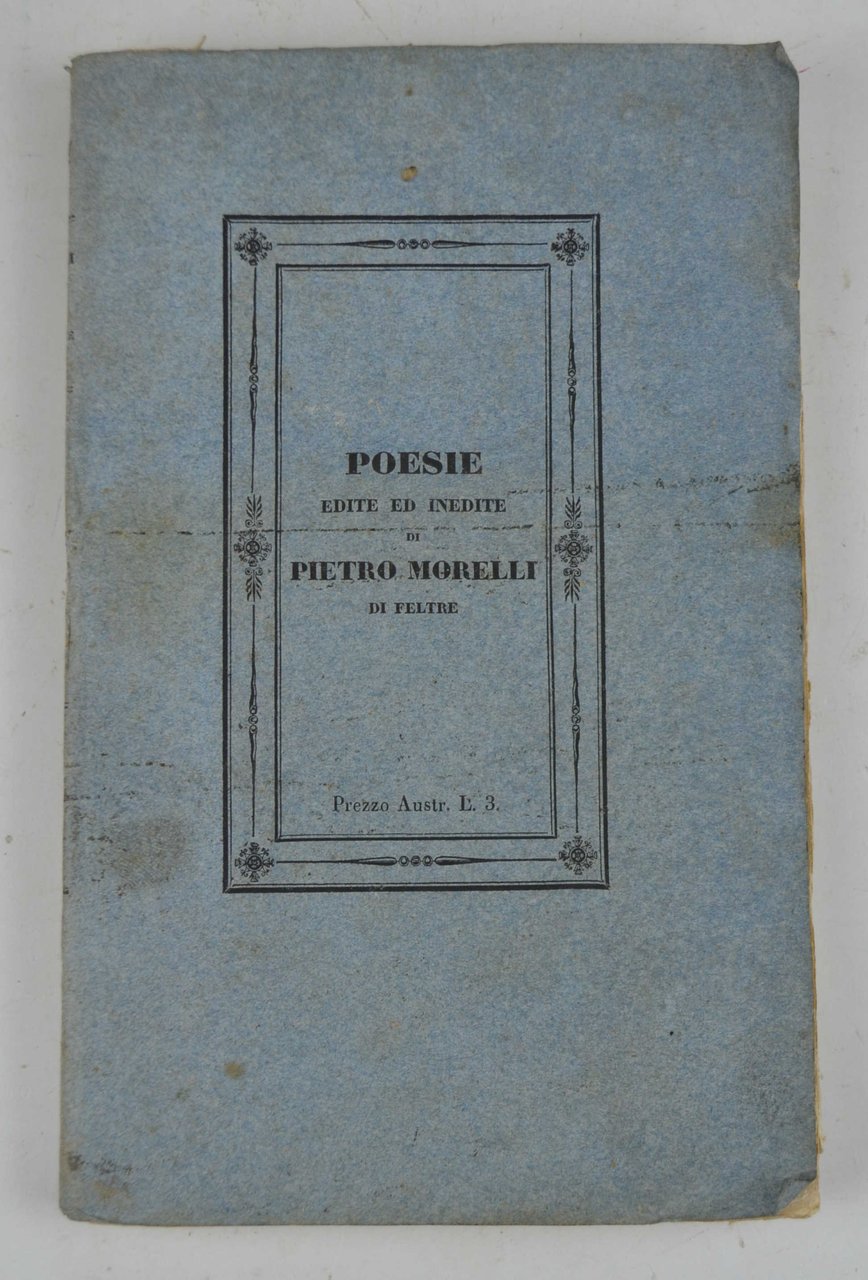 POESIE
EDITE ED INEDITE
DI
PIETRO MORELLI
DI FELTRE
Prezzo Austr. L. 3.